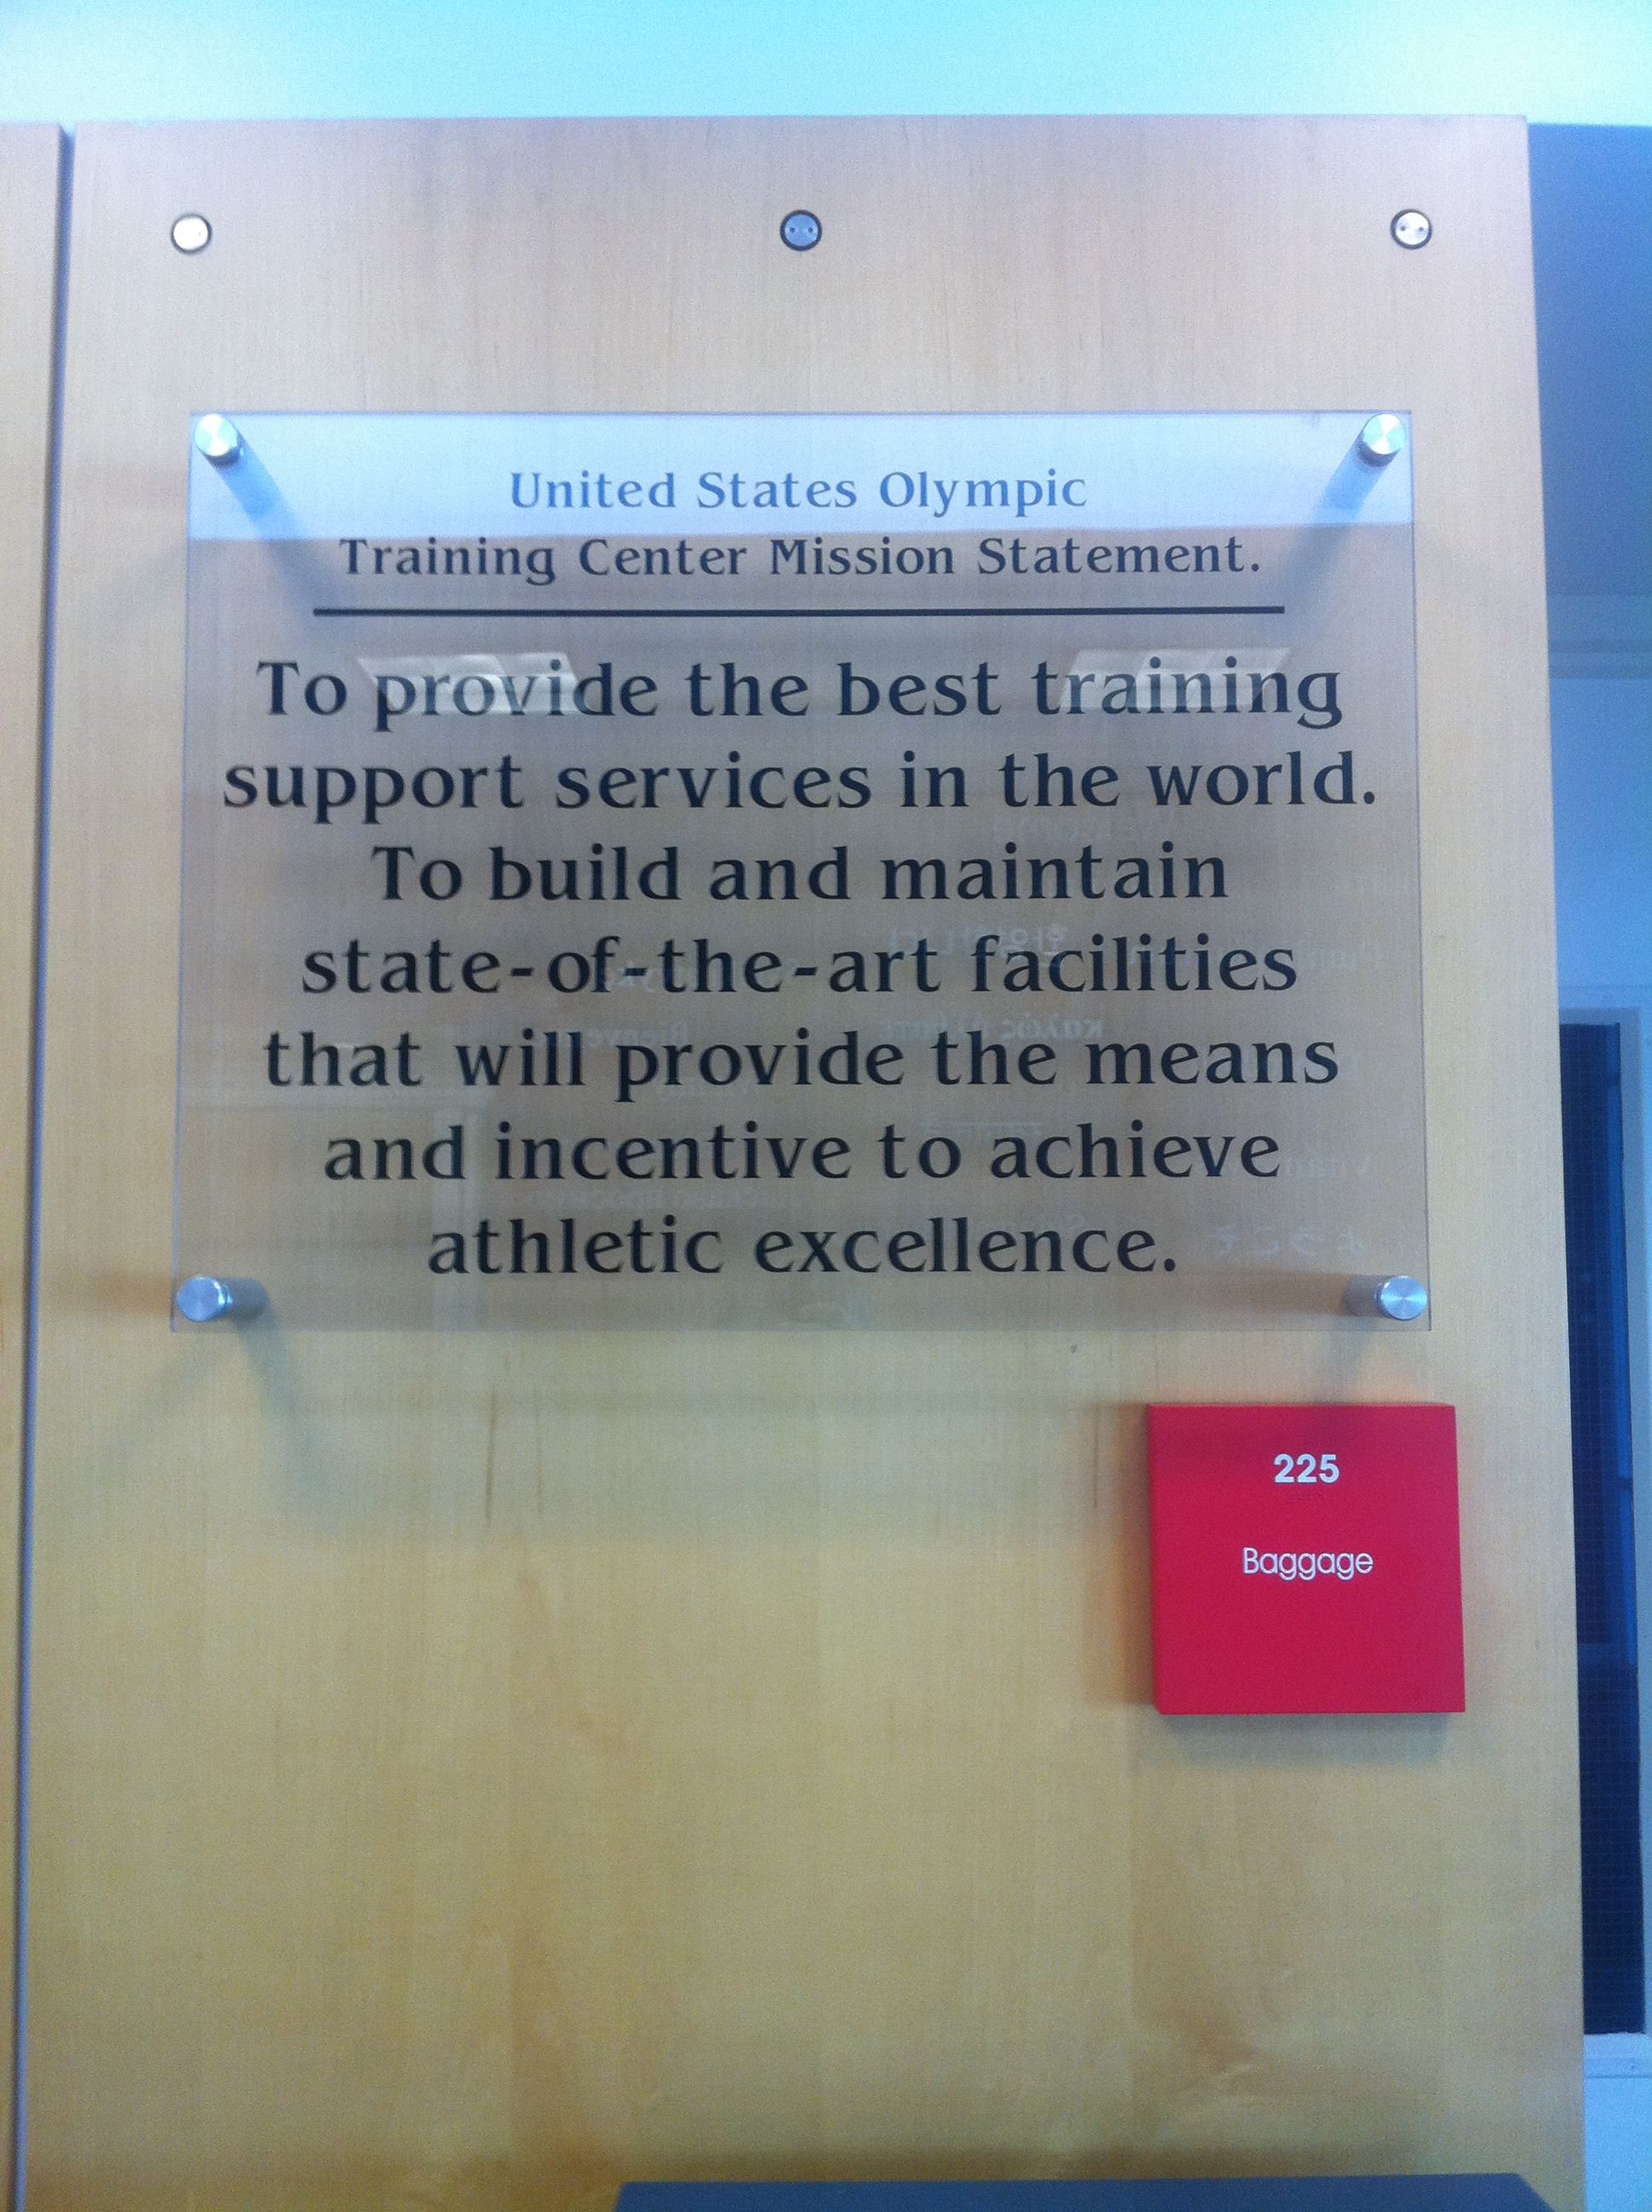 United States Olympic
Training Center Mission Statement.
To provide the best training
support services in the world.
To build and maintain
state-of-the-art facilities
that will provide the means
and incentive to achieve
athletic excellence.
225
Baggage